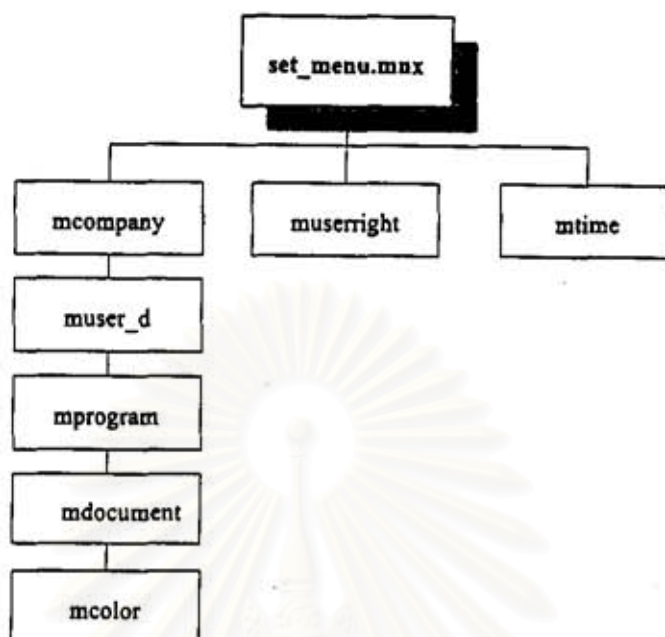 set_menu.mnx
mcompany
muserright
mtime
muser_d
mprogram
mdocument
mcolor